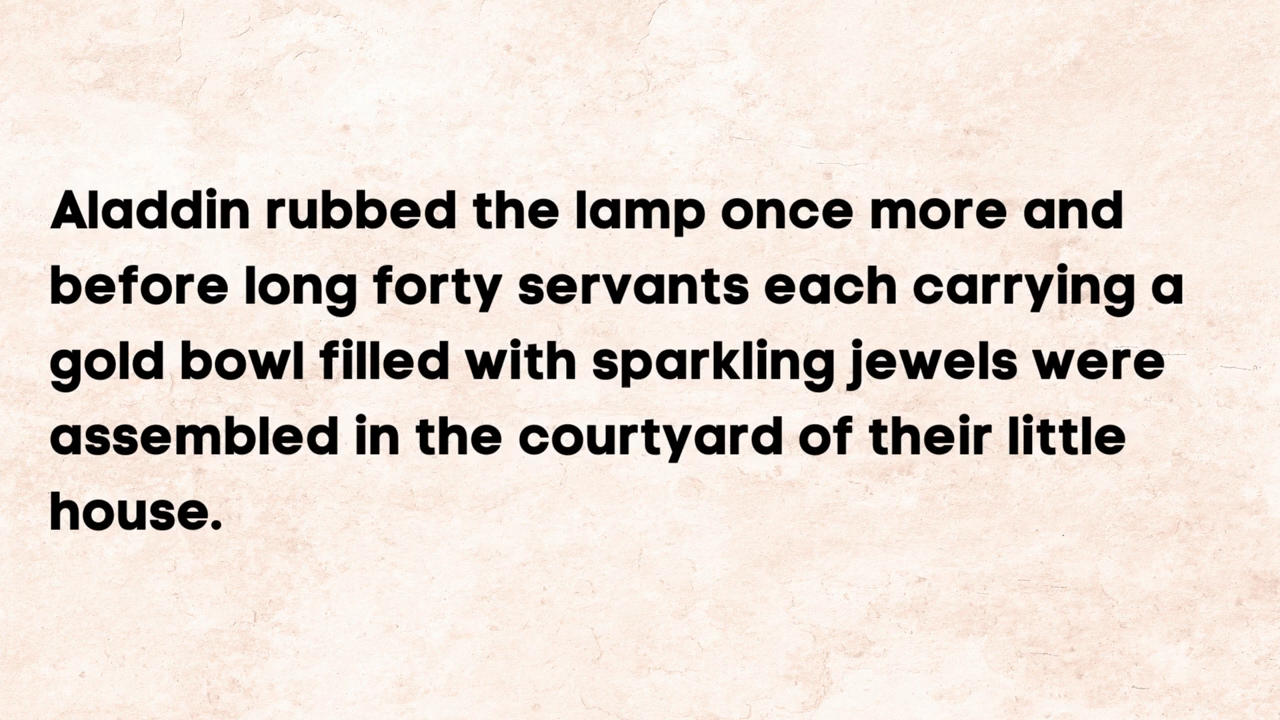 Aladdin rubbed the lamp once more and
before long forty servants each carrying a
gold bowl filled with sparkling jewels were
assembled in the courtyard of their little
house.